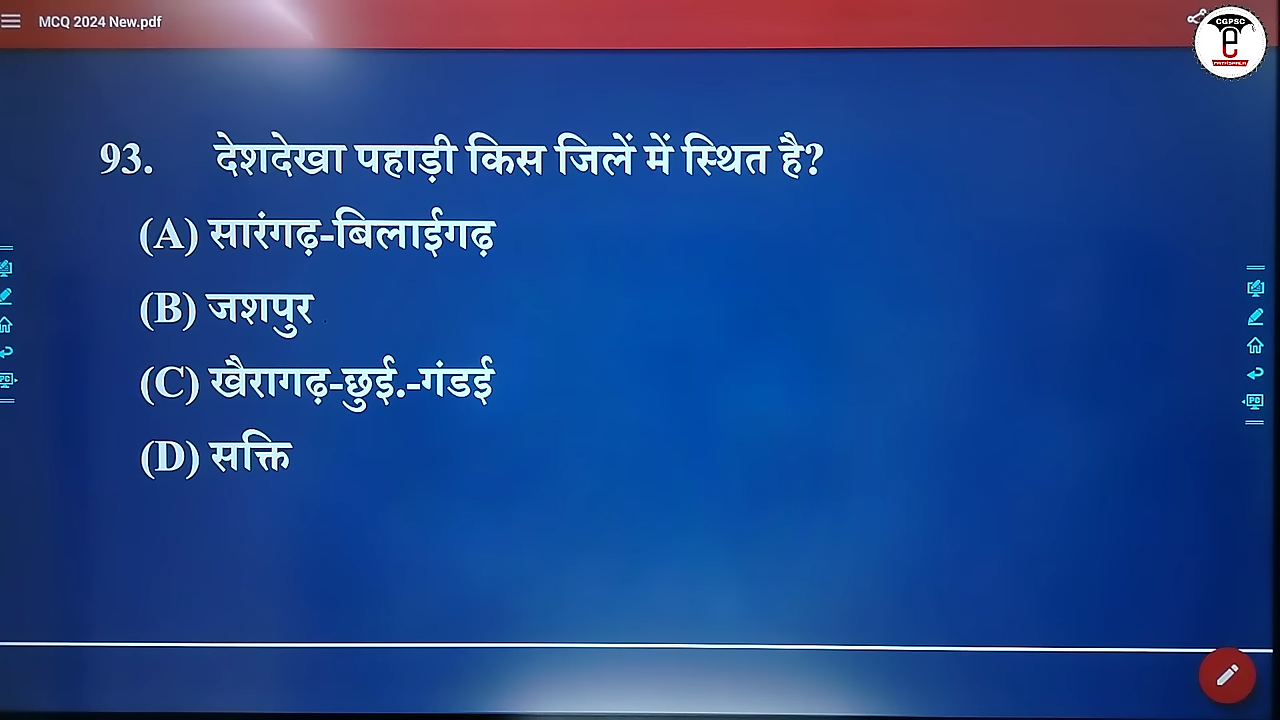 MCQ 2024 New.pdf
CGPSC
e
93. देशदेखा पहाड़ी किस जिलें में स्थित है?
(A) सारंगढ़-बिलाईगढ़
(B) जशपुर
(C) खैरागढ़-छुई.-गंडई
(D) सक्ति